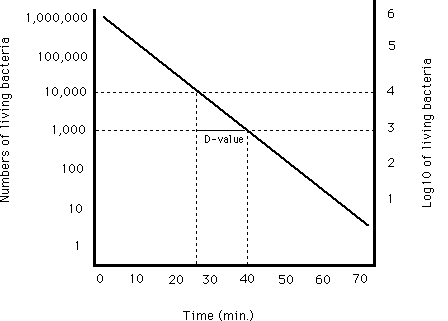 Numbers of living bacteria
1,000,000
100,000
10,000
1,000
100
10
1
D-value
6
5
4
3
2
1
Log10 of living bacteria
0 10 20 30 40 50 60 70
Time (min.)